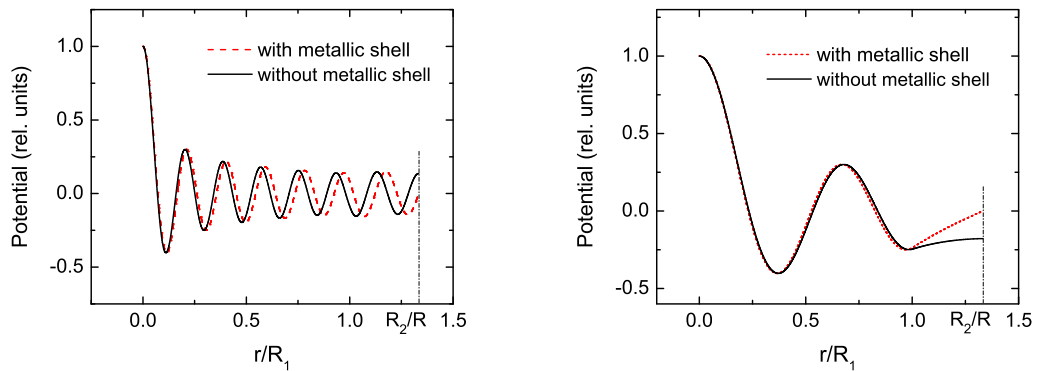 with metallic shell
without metallic shell
Potential (rel. units)
1.0
0.5
0.0
-0.5
0.0
0.5
1.0
R2/R
1.5
r/R1
with metallic shell
without metallic shell
Potential (rel. units)
1.0
0.5
0.0
-0.5
0.0
0.5
1.0
R2/R
1.5
r/R1